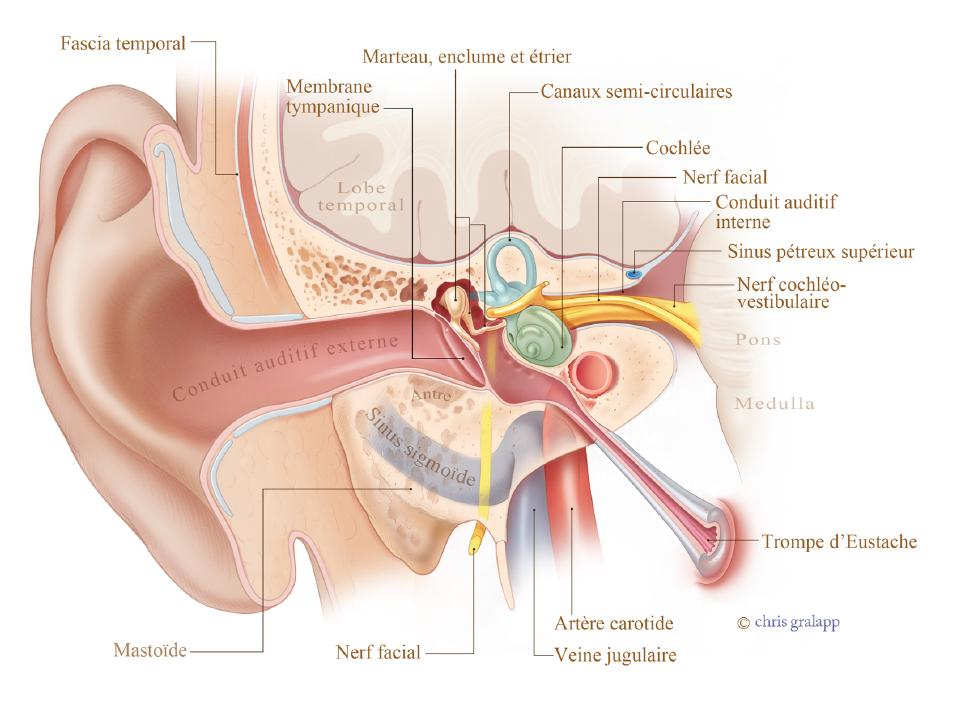 Fascia temporal
Marteau, enclume et étrier
Membrane
tympanique
Canaux semi-circulaires
Cochlée
Nerf facial
Conduit auditif
interne
Lobe
temporal
Sinus pétreux supérieur
Nerf cochléo-
vestibulaire
Pons
Conduit auditif externe
Antre
Medulla
Sinus sigmoïde
Trompe d’Eustache
Artère carotide
© chris gralapp
Mastoïde
Nerf facial
Veine jugulaire